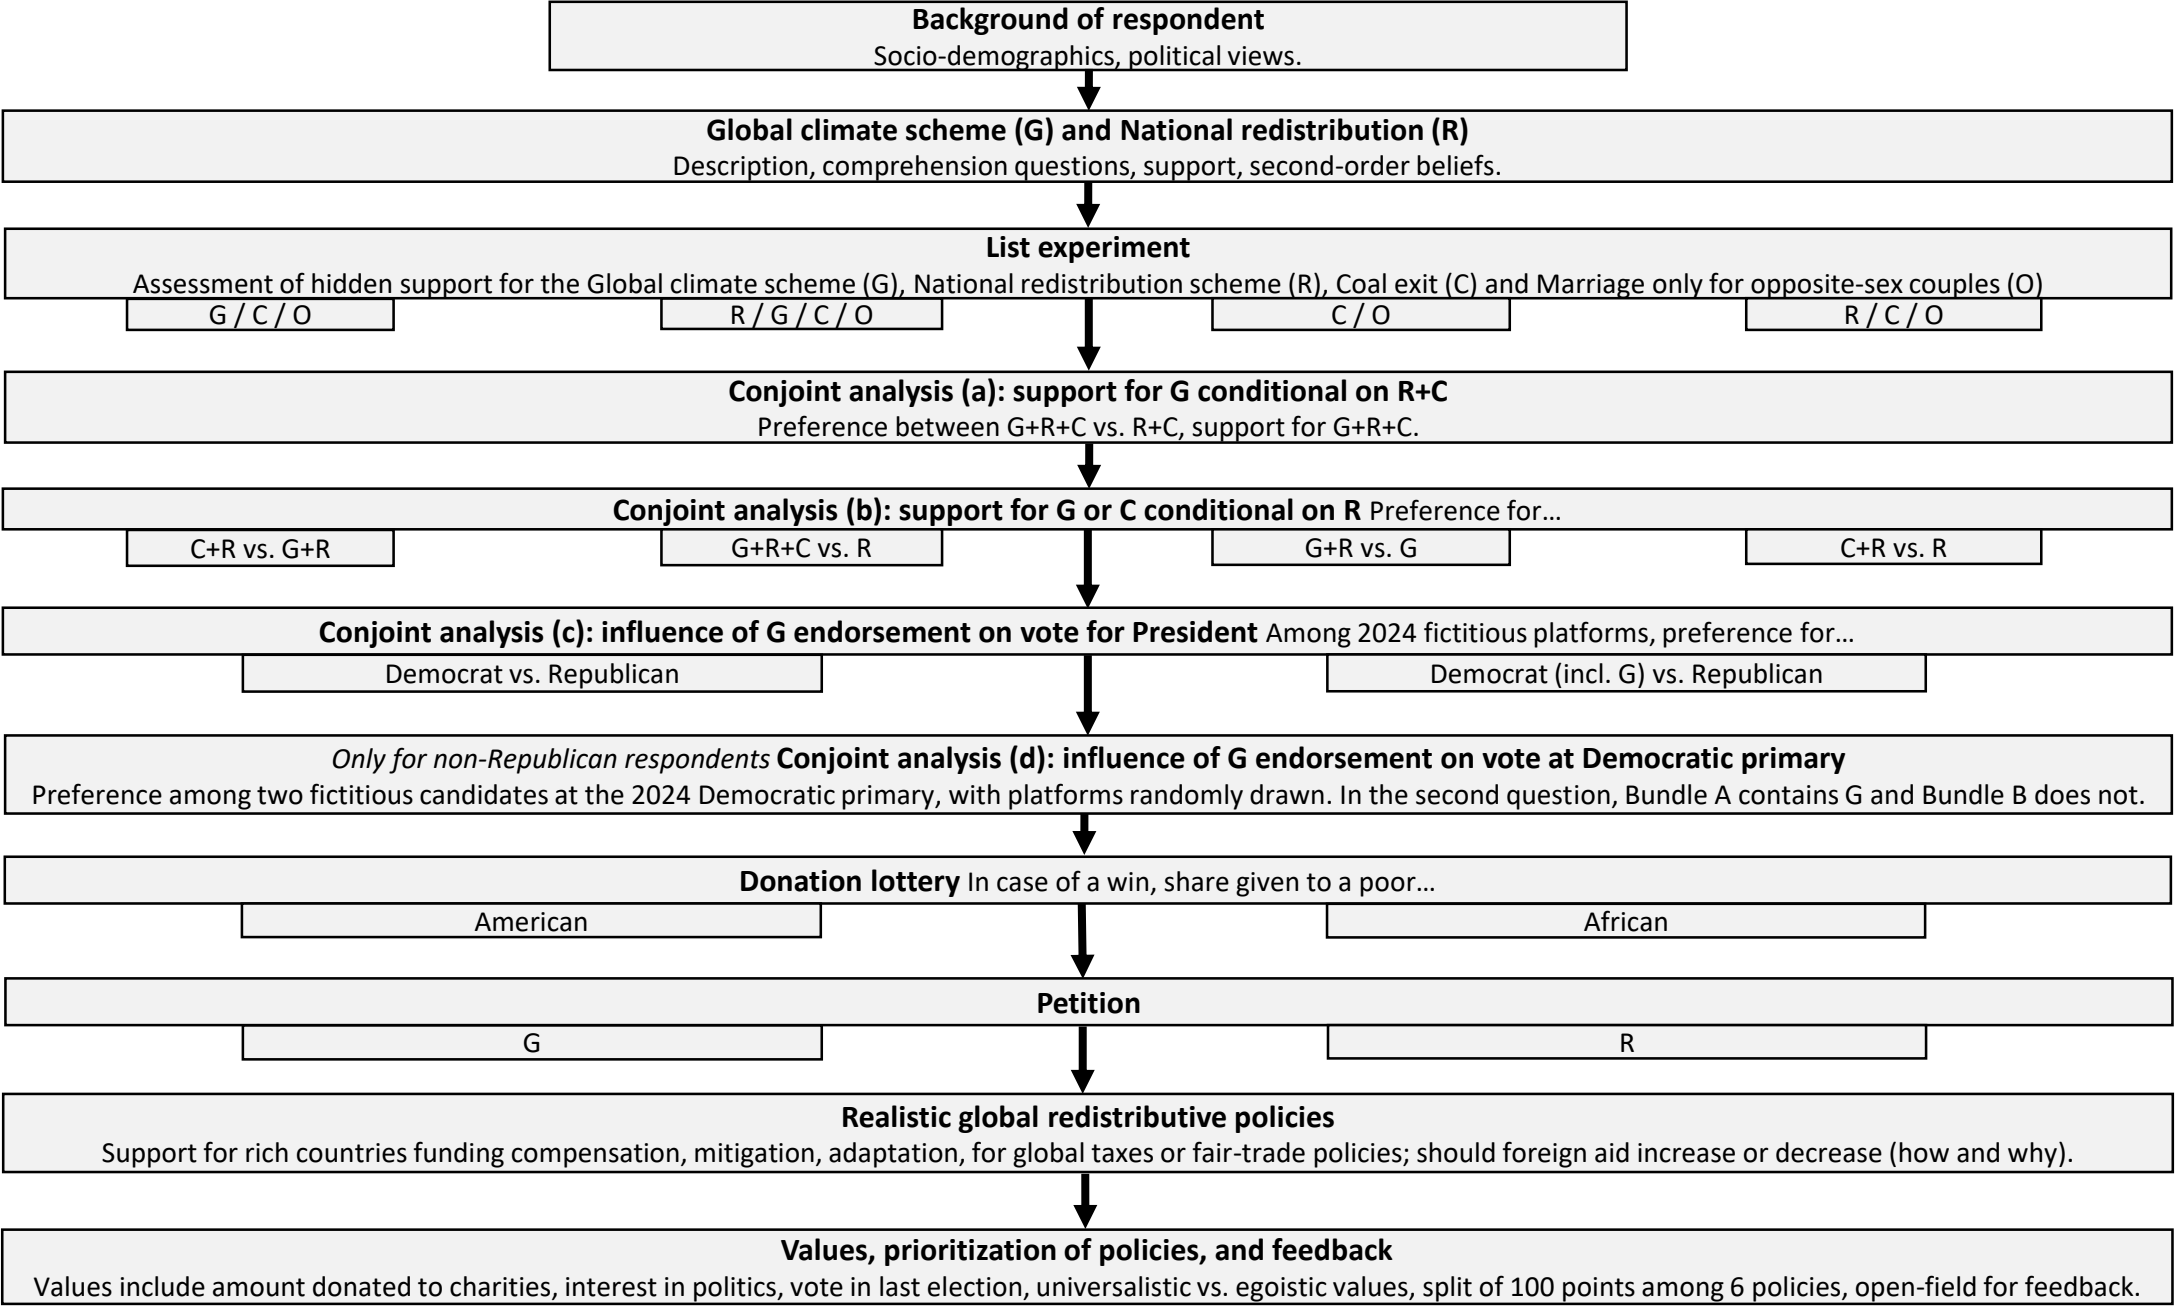 Background of respondent
Socio-demographics, political views.
Global climate scheme (G) and National redistribution (R)
Description, comprehension questions, support, second-order beliefs.
List experiment
Assessment of hidden support for the Global climate scheme (G), National redistribution scheme (R), Coal exit (C) and Marriage only for opposite-sex couples (O)
G / C / O
R / G / C / O
C / O
R / C / O
Conjoint analysis (a): support for G conditional on R+C
Preference between G+R+C vs. R+C, support for G+R+C.
Conjoint analysis (b): support for G or C conditional on R Preference for…
C+R vs. G+R
G+R+C vs. R
G+R vs. G
C+R vs. R
Conjoint analysis (c): influence of G endorsement on vote for President Among 2024 fictitious platforms, preference for…
Democrat vs. Republican
Democrat (incl. G) vs. Republican
Only for non-Republican respondents Conjoint analysis (d): influence of G endorsement on vote at Democratic primary
Preference among two fictitious candidates at the 2024 Democratic primary, with platforms randomly drawn. In the second question, Bundle A contains G and Bundle B does not.
Donation lottery In case of a win, share given to a poor…
American
African
Petition
G
R
Realistic global redistributive policies
Support for rich countries funding compensation, mitigation, adaptation, for global taxes or fair-trade policies; should foreign aid increase or decrease (how and why).
Values, prioritization of policies, and feedback
Values include amount donated to charities, interest in politics, vote in last election, universalistic vs. egoistic values, split of 100 points among 6 policies, open-field for feedback.